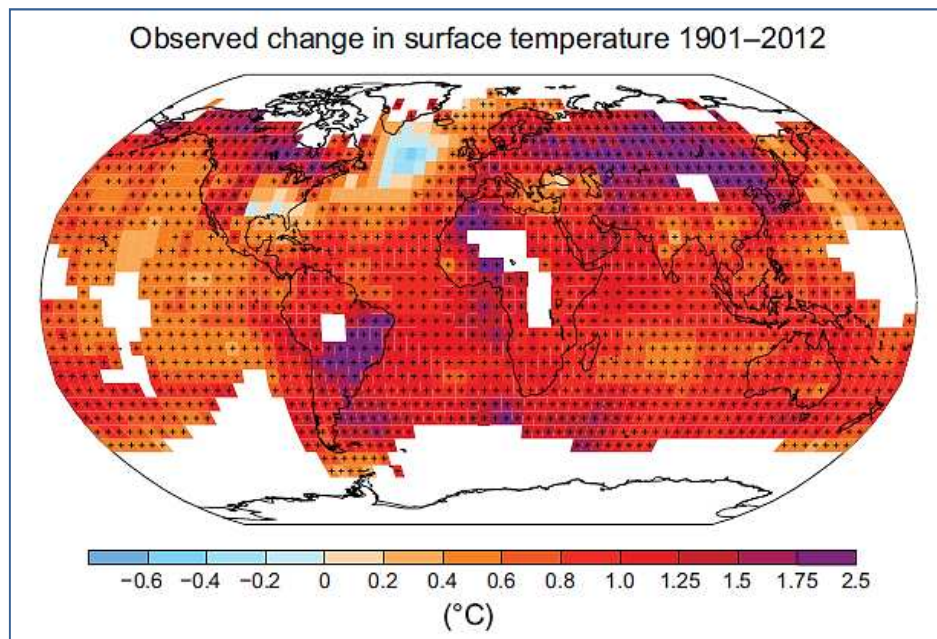 Observed change in surface temperature 1901–2012
−0.6 −0.4 −0.2 0 0.2 0.4 0.6 0.8 1.0 1.25 1.5 1.75 2.5
(°C)